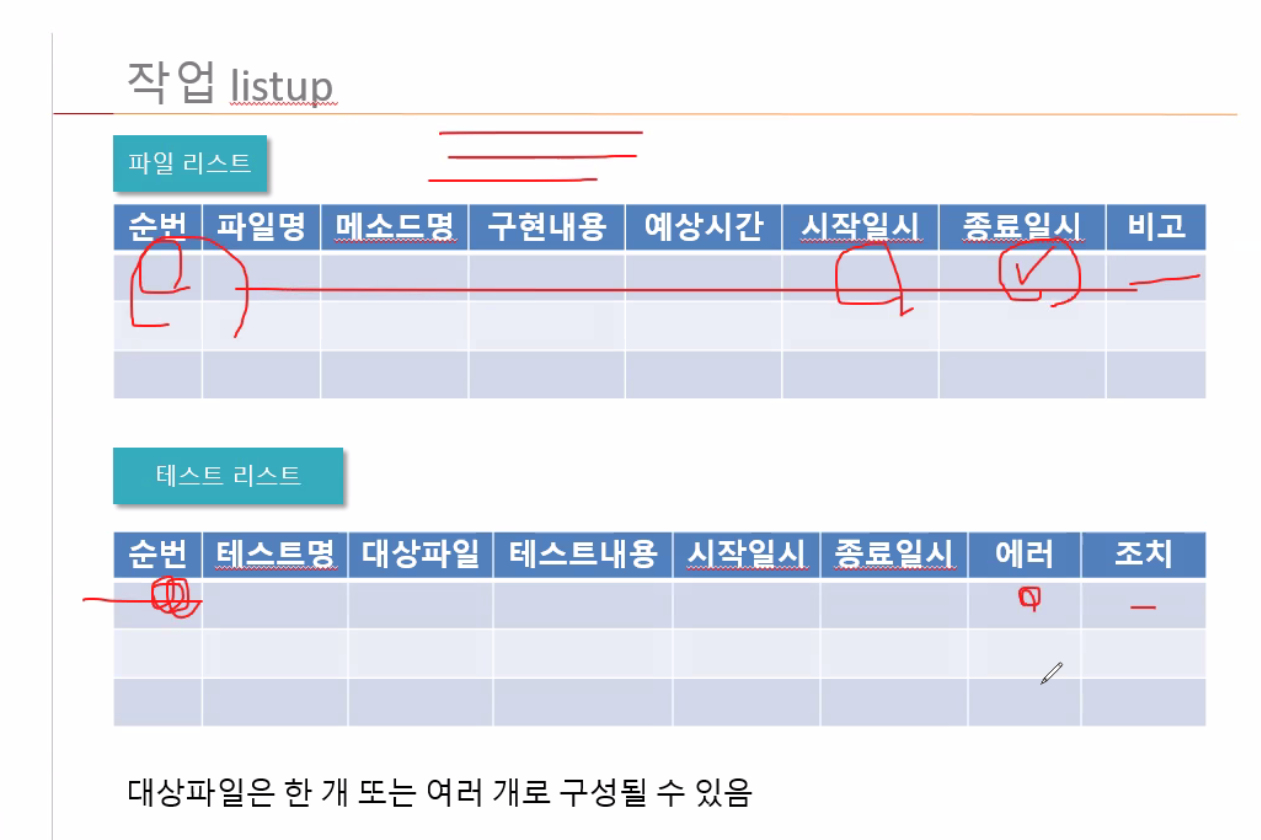 작업 listup
파일 리스트
순번 파일명 메소드명 구현내용 예상시간 시작일시 종료일시 비고
테스트 리스트
순번 테스트명 대상파일 테스트내용 시작일시 종료일시 에러 조치
대상파일은 한 개 또는 여러 개로 구성될 수 있음